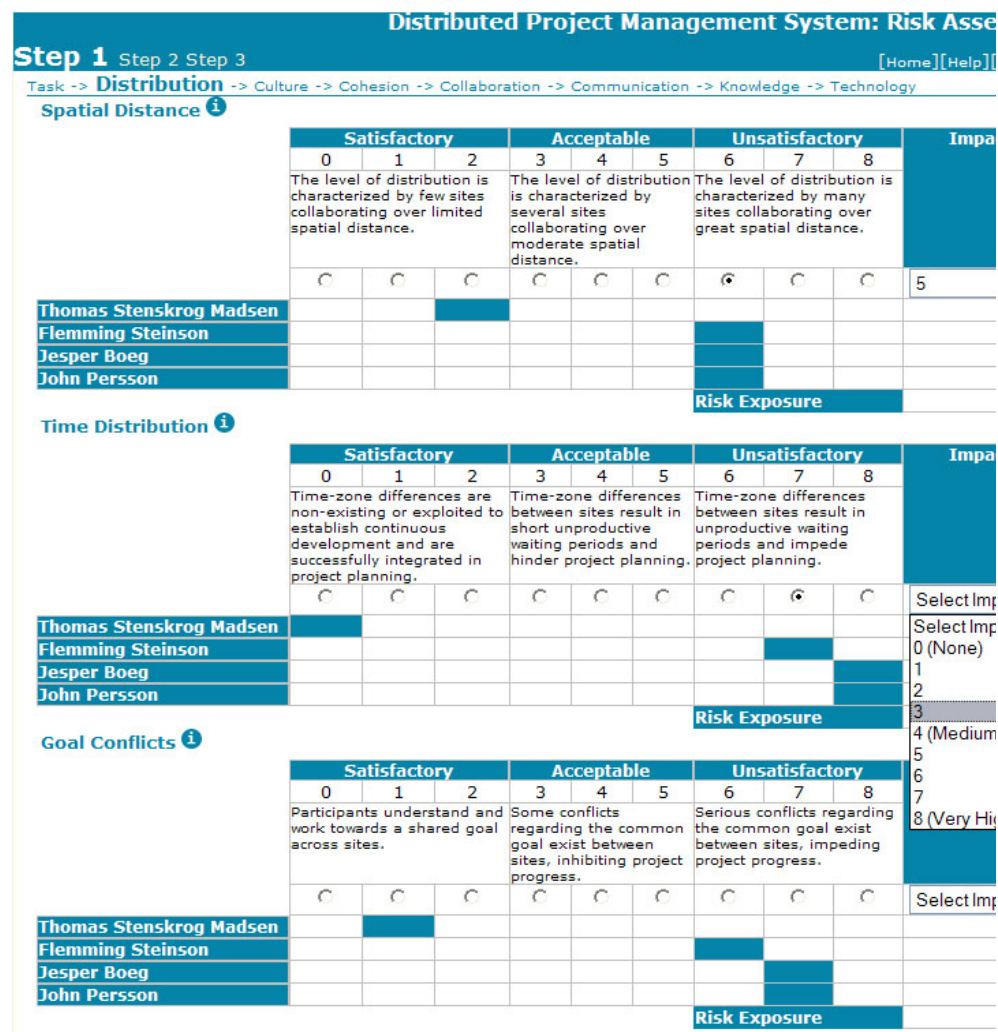 Distributed Project Management System: Risk Asse
Step 1 Step 2 Step 3
[Home][Help][
Task -> Distribution -> Culture -> Cohesion -> Collaboration -> Communication -> Knowledge -> Technology
Spatial Distance i
Satisfactory Acceptable Unsatisfactory Impa
0 1 2 3 4 5 6 7 8
The level of distribution is
characterized by few sites
collaborating over limited
spatial distance.
The level of distribution
is characterized by
several sites
collaborating over
moderate spatial
distance.
The level of distribution is
characterized by many
sites collaborating over
great spatial distance.
5
Thomas Stenskrog Madsen
Flemming Steinson
Jesper Boeg
John Persson
Risk Exposure
Time Distribution i
Satisfactory Acceptable Unsatisfactory Impa
0 1 2 3 4 5 6 7 8
Time-zone differences are
non-existing or exploited to
establish continuous
development and are
successfully integrated in
project planning.
Time-zone differences
between sites result in
short unproductive
waiting periods and
hinder project planning.
Time-zone differences
between sites result in
unproductive waiting
periods and impede
project planning.
Select Imp
Thomas Stenskrog Madsen
Flemming Steinson
Jesper Boeg
John Persson
Risk Exposure
Select Imp
0 (None)
1
2
3
4 (Medium
5
6
7
8 (Very Hig
Goal Conflicts i
Satisfactory Acceptable Unsatisfactory
0 1 2 3 4 5 6 7 8
Participants understand and
work towards a shared goal
across sites.
Some conflicts
regarding the common
goal exist between
sites, inhibiting project
progress.
Serious conflicts regarding
the common goal exist
between sites, impeding
project progress.
Select Imp
Thomas Stenskrog Madsen
Flemming Steinson
Jesper Boeg
John Persson
Risk Exposure